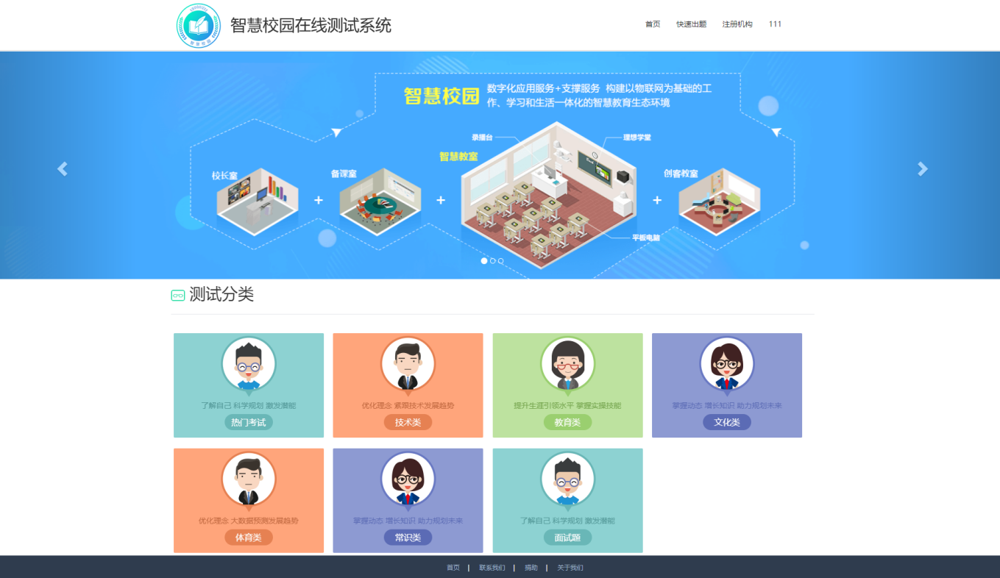 智慧校园在线测试系统
首页 快速出题 注册机构 111
智慧校园
智慧校园
数字化应用服务+支撑服务 构建以物联网为基础的工
作、学习和生活一体化的智慧教育生态环境
录播台
理想学堂
智慧教室
校长室
备课室
创客教室
平板电脑
测试分类
了解自己 科学规划 激发潜能
热门考试
优化理念 紧跟技术发展趋势
技术类
提升生涯引领水平 掌握实操技能
教育类
掌握动态 增长知识 助力规划未来
文化类
优化理念 大数据预测发展趋势
体育类
掌握动态 增长知识 助力规划未来
常识类
了解自己 科学规划 激发潜能
面试题
首页 | 联系我们 | 捐助 | 关于我们